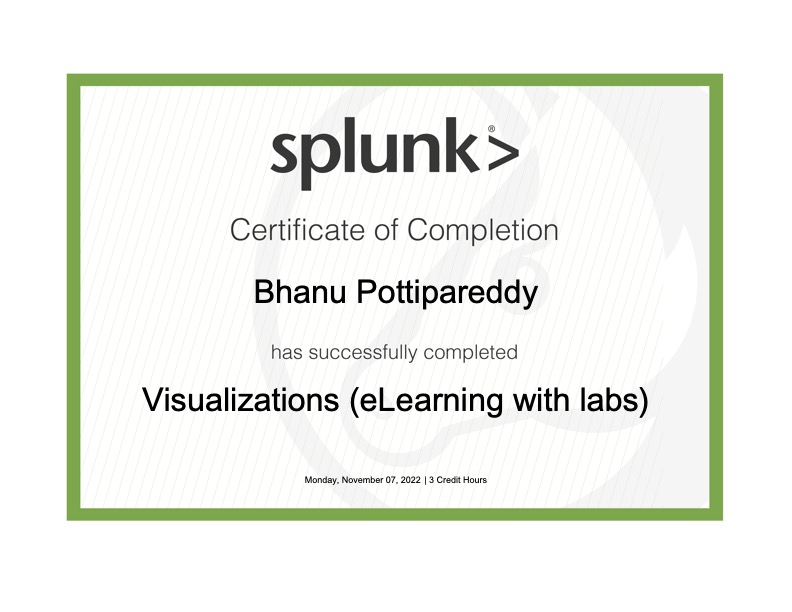 splunk>®
Certificate of Completion
Bhanu Pottipareddy
has successfully completed
Visualizations (eLearning with labs)
Monday, November 07, 2022 | 3 Credit Hours